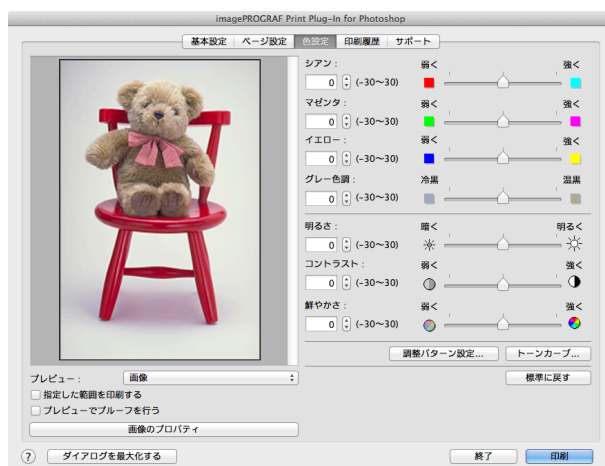 imagePROGRAF Print Plug-In for Photoshop
基本設定 ページ設定 色設定 印刷履歴 サポート
シアン :
弱く 強く
0 (-30〜30)
マゼンタ :
弱く 強く
0 (-30〜30)
イエロー :
弱く 強く
0 (-30〜30)
グレー色調 :
冷黒 温黒
0 (-30〜30)
明るさ :
暗く 明るく
0 (-30〜30)
コントラスト :
弱く 強く
0 (-30〜30)
鮮やかさ :
弱く 強く
0 (-30〜30)
調整パターン設定... トーンカーブ...
標準に戻す
プレビュー : 画像
指定した範囲を印刷する
プレビューでプルーフを行う
画像のプロパティ
? ダイアログを最大化する 終了 印刷